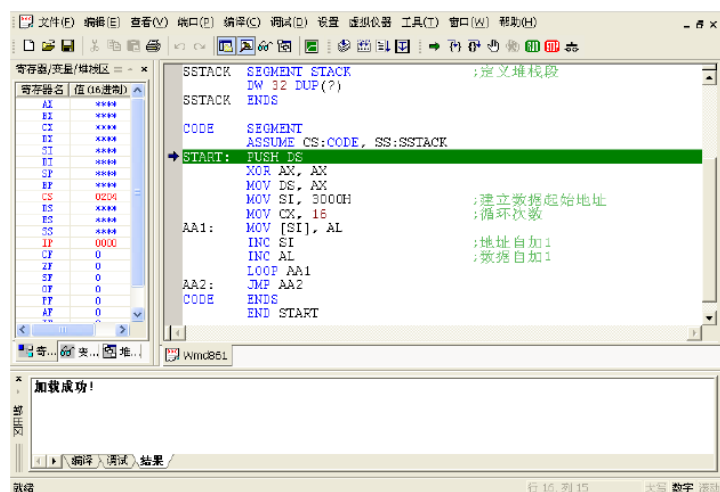 文件(F) 编辑(E) 查看(V) 端口(P) 编译(C) 调试(D) 设置 虚拟仪器 工具(T) 窗口(W) 帮助(H)
寄存器/变量/堆栈区
寄存器名 值(16进制)
AX ****
BX ****
CX ****
DX ****
SI ****
DI ****
SP ****
BP ****
CS 0204
DS ****
ES ****
SS ****
IP 0000
CF 0
ZF 0
SF 0
OF 0
PF 0
AF 0
寄... 变... 堆...
SSTACK SEGMENT STACK ;定义堆栈段
DW 32 DUP(?)
SSTACK ENDS
CODE SEGMENT
ASSUME CS:CODE, SS:SSTACK
START: PUSH DS
XOR AX, AX
MOV DS, AX
MOV SI, 3000H ;建立数据起始地址
MOV CX, 16 ;循环次数
AA1: MOV [SI], AL
INC SI ;地址自加1
INC AL ;数据自加1
LOOP AA1
AA2: JMP AA2
CODE ENDS
END START
Wmd861
加载成功!
编译 调试 结果
就绪
行 16, 列 15 大写 数字 滚动